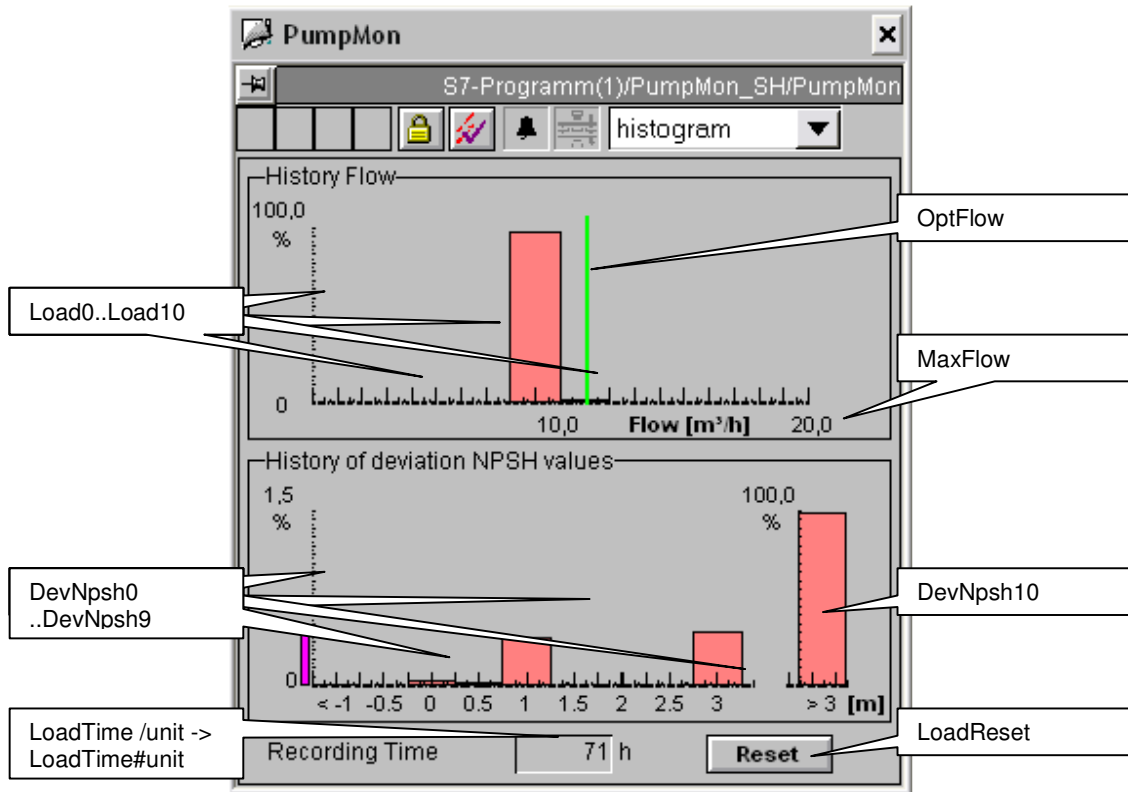 PumpMon
S7-Programm(1)/PumpMon_SH/PumpMon
histogram
History Flow
100,0
%
OptFlow
Load0..Load10
MaxFlow
0
10,0 Flow [m³/h] 20,0
History of deviation NPSH values
1,5 100,0
% %
DevNpsh0
..DevNpsh9
DevNpsh10
0
< -1 -0.5 0 0.5 1 1.5 2 2.5 3 > 3 [m]
LoadTime /unit ->
LoadTime#unit
LoadReset
Recording Time 71 h Reset